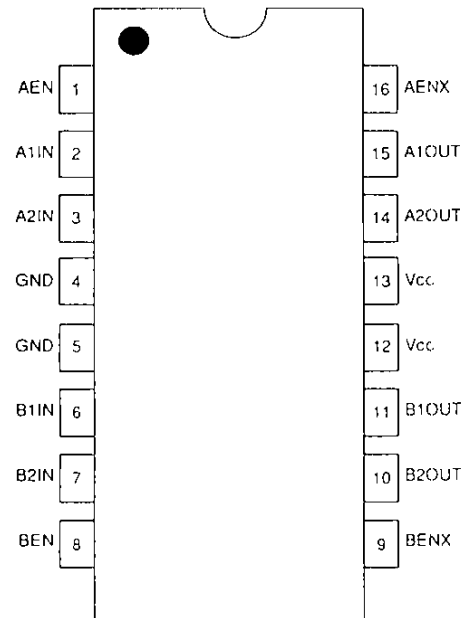 AEN 1 16 AENX
A1IN 2 15 A1OUT
A2IN 3 14 A2OUT
GND 4 13 Vcc
GND 5 12 Vcc
B1IN 6 11 B1OUT
B2IN 7 10 B2OUT
BEN 8 9 BENX